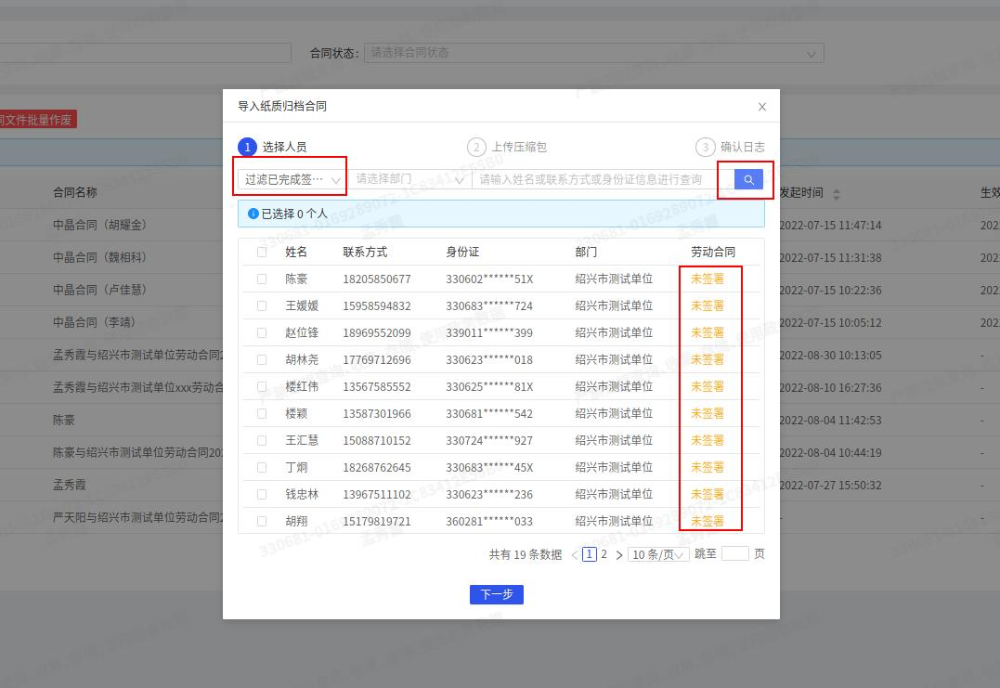 合同状态: 请选择合同状态
文件批量作废
导入纸质归档合同
1 选择人员 2 上传压缩包 3 确认日志
过滤已完成签… 请选择部门 请输入姓名或联系方式或身份证信息进行查询
已选择 0 个人
姓名 联系方式 身份证 部门 劳动合同
陈豪 18205850677 330602******51X 绍兴市测试单位 未签署
王媛媛 15958594832 330683******724 绍兴市测试单位 未签署
赵位锋 18969552099 339011******399 绍兴市测试单位 未签署
胡林尧 17769712696 330623******018 绍兴市测试单位 未签署
楼红伟 13567585552 330625******81X 绍兴市测试单位 未签署
楼颖 13587301966 330681******542 绍兴市测试单位 未签署
王汇慧 15088710152 330724******927 绍兴市测试单位 未签署
丁炯 18268762645 330683******45X 绍兴市测试单位 未签署
钱忠林 13967511102 330623******236 绍兴市测试单位 未签署
胡翔 15179819721 360281******033 绍兴市测试单位 未签署
共有 19 条数据 < 1 2 > 10 条/页 跳至 页
下一步
合同名称 发起时间 生效
中晶合同（胡耀金） 2022-07-15 11:47:14 202
中晶合同（魏相科） 2022-07-15 11:31:38 202
中晶合同（卢佳慧） 2022-07-15 10:22:36 202
中晶合同（李靖） 2022-07-15 10:05:12 202
孟秀霞与绍兴市测试单位劳动合同2 2022-08-30 10:13:05 -
孟秀霞与绍兴市测试单位xxx劳动合 2022-08-10 16:27:36 -
陈豪 2022-08-04 11:42:53 -
陈豪与绍兴市测试单位劳动合同20 2022-08-04 10:44:19 -
孟秀霞 2022-07-27 15:50:32 -
严天阳与绍兴市测试单位劳动合同2 - -
330681-0169289072-1C83412E55B0
孟秀霞